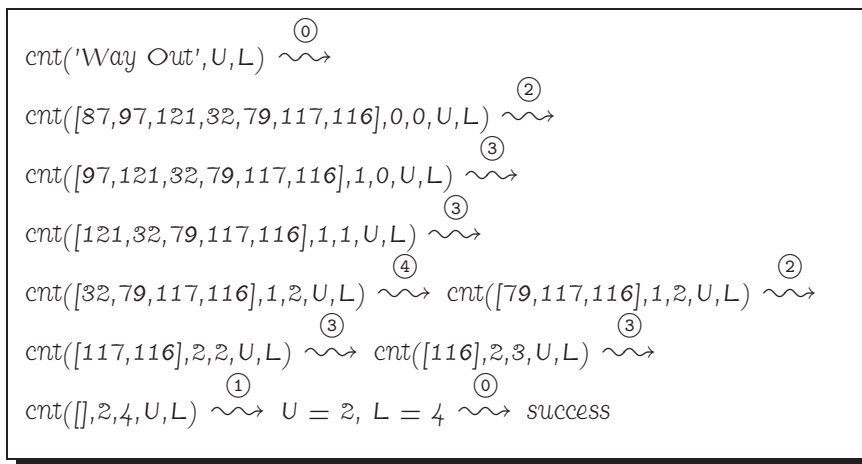 cnt('Way Out',U,L) ⓪⇝
cnt([87,97,121,32,79,117,116],0,0,U,L) ②⇝
cnt([97,121,32,79,117,116],1,0,U,L) ③⇝
cnt([121,32,79,117,116],1,1,U,L) ③⇝
cnt([32,79,117,116],1,2,U,L) ④⇝ cnt([79,117,116],1,2,U,L) ②⇝
cnt([117,116],2,2,U,L) ③⇝ cnt([116],2,3,U,L) ③⇝
cnt([],2,4,U,L) ①⇝ U = 2, L = 4 ⓪⇝ success